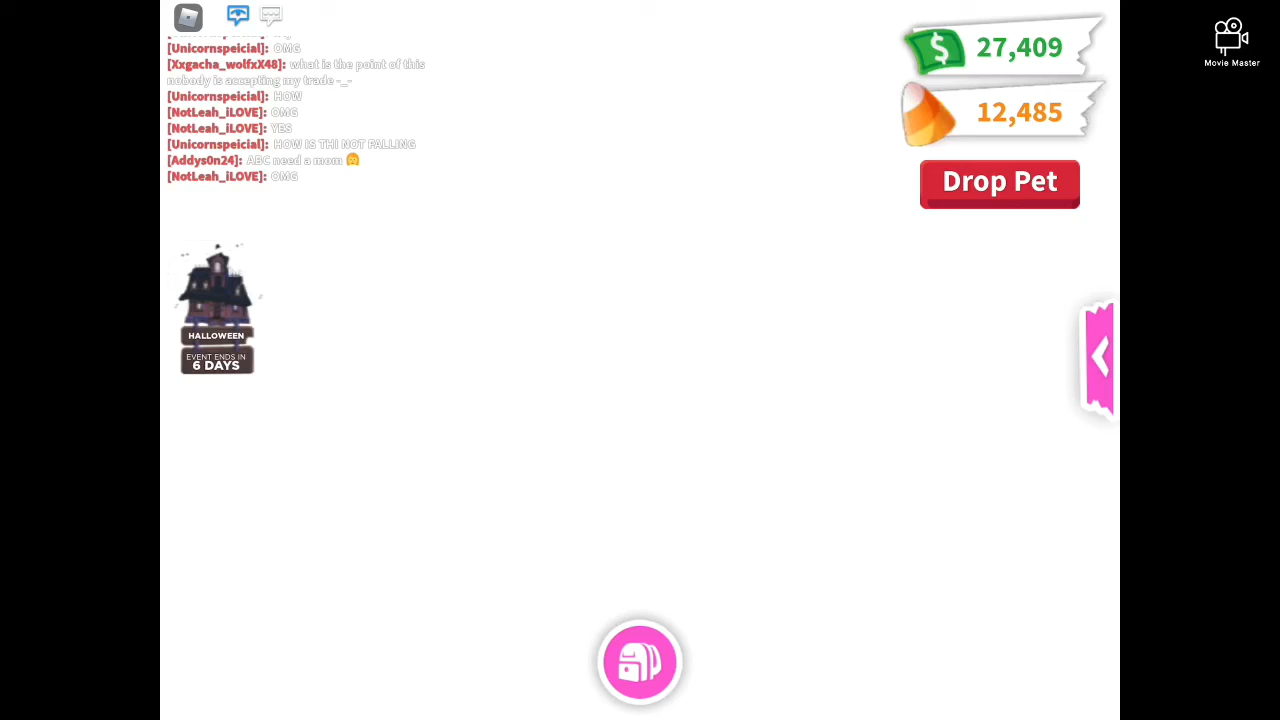 [Unicornspeicial]: OMG
[Xxgacha_wolfxX48]: what is the point of this
nobody is accepting my trade -_-
[Unicornspeicial]: HOW
[NotLeah_iLOVE]: OMG
[NotLeah_iLOVE]: YES
[Unicornspeicial]: HOW IS THI NOT FALLING
[Addys0n24]: ABC need a mom 👩
[NotLeah_iLOVE]: OMG
27,409
12,485
Drop Pet
HALLOWEEN
EVENT ENDS IN
6 DAYS
Movie Master